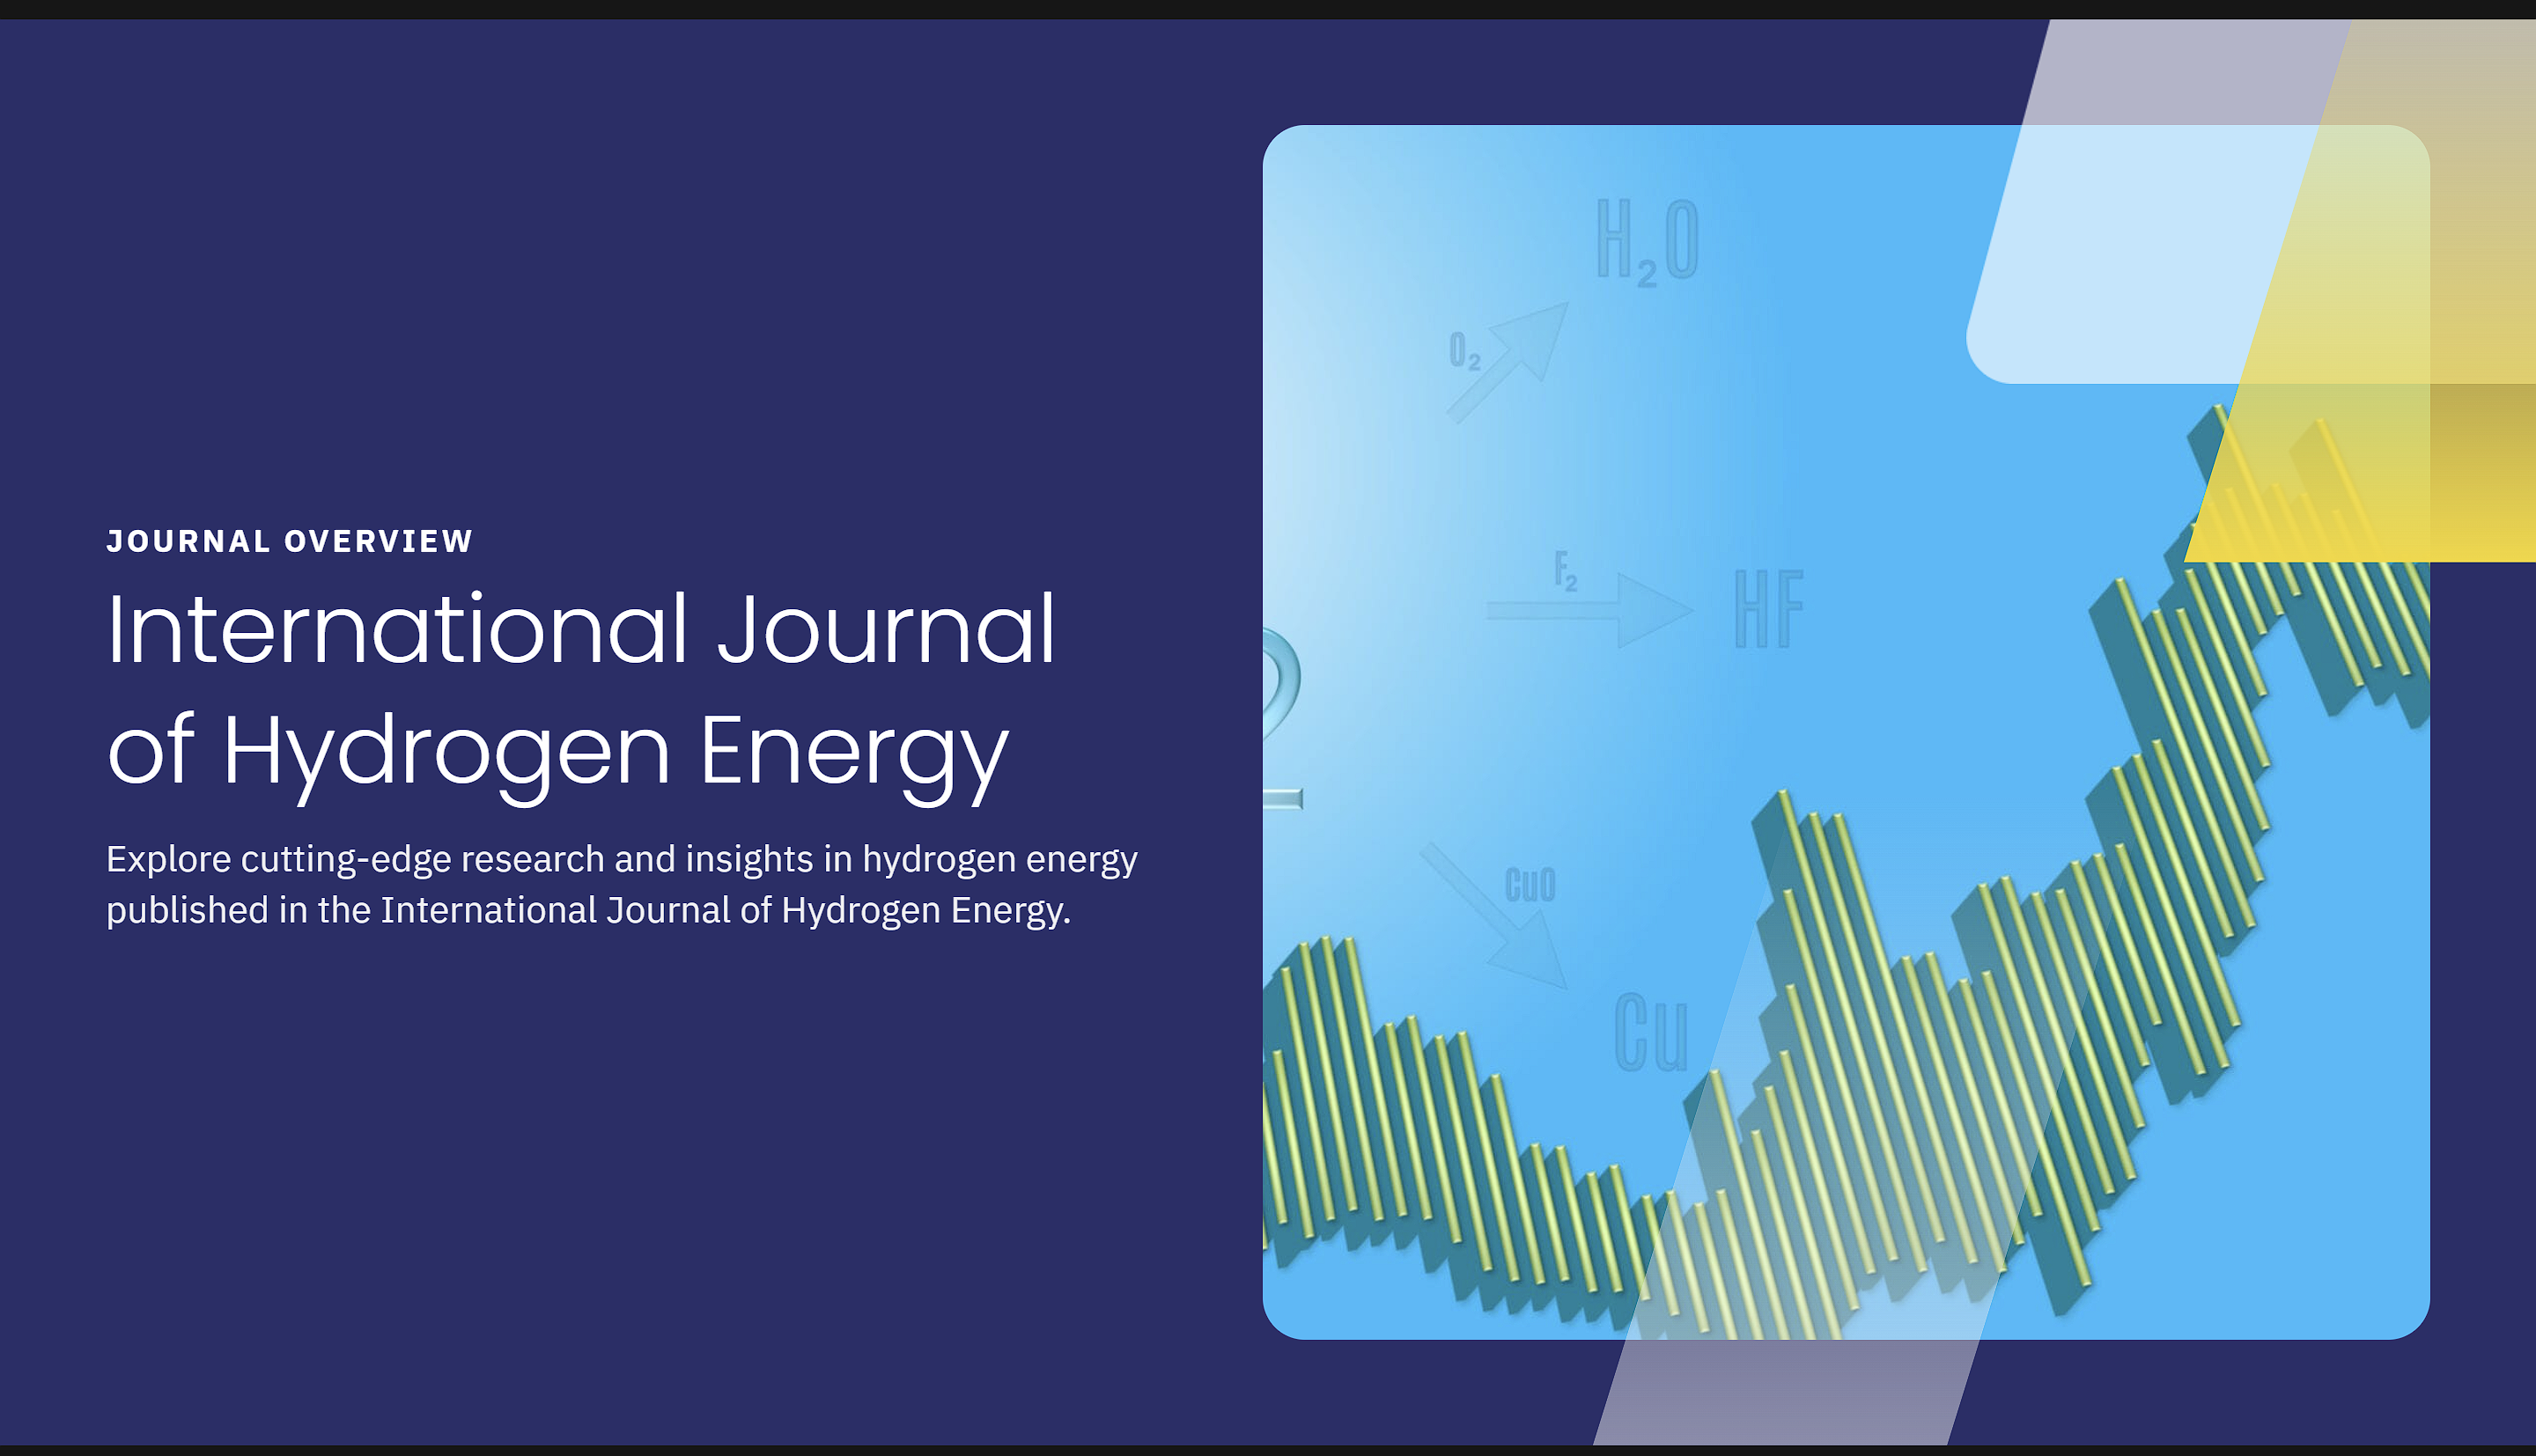 JOURNAL OVERVIEW
International Journal
of Hydrogen Energy
Explore cutting-edge research and insights in hydrogen energy
published in the International Journal of Hydrogen Energy.
H₂O
O₂
F₂
HF
CuO
Cu